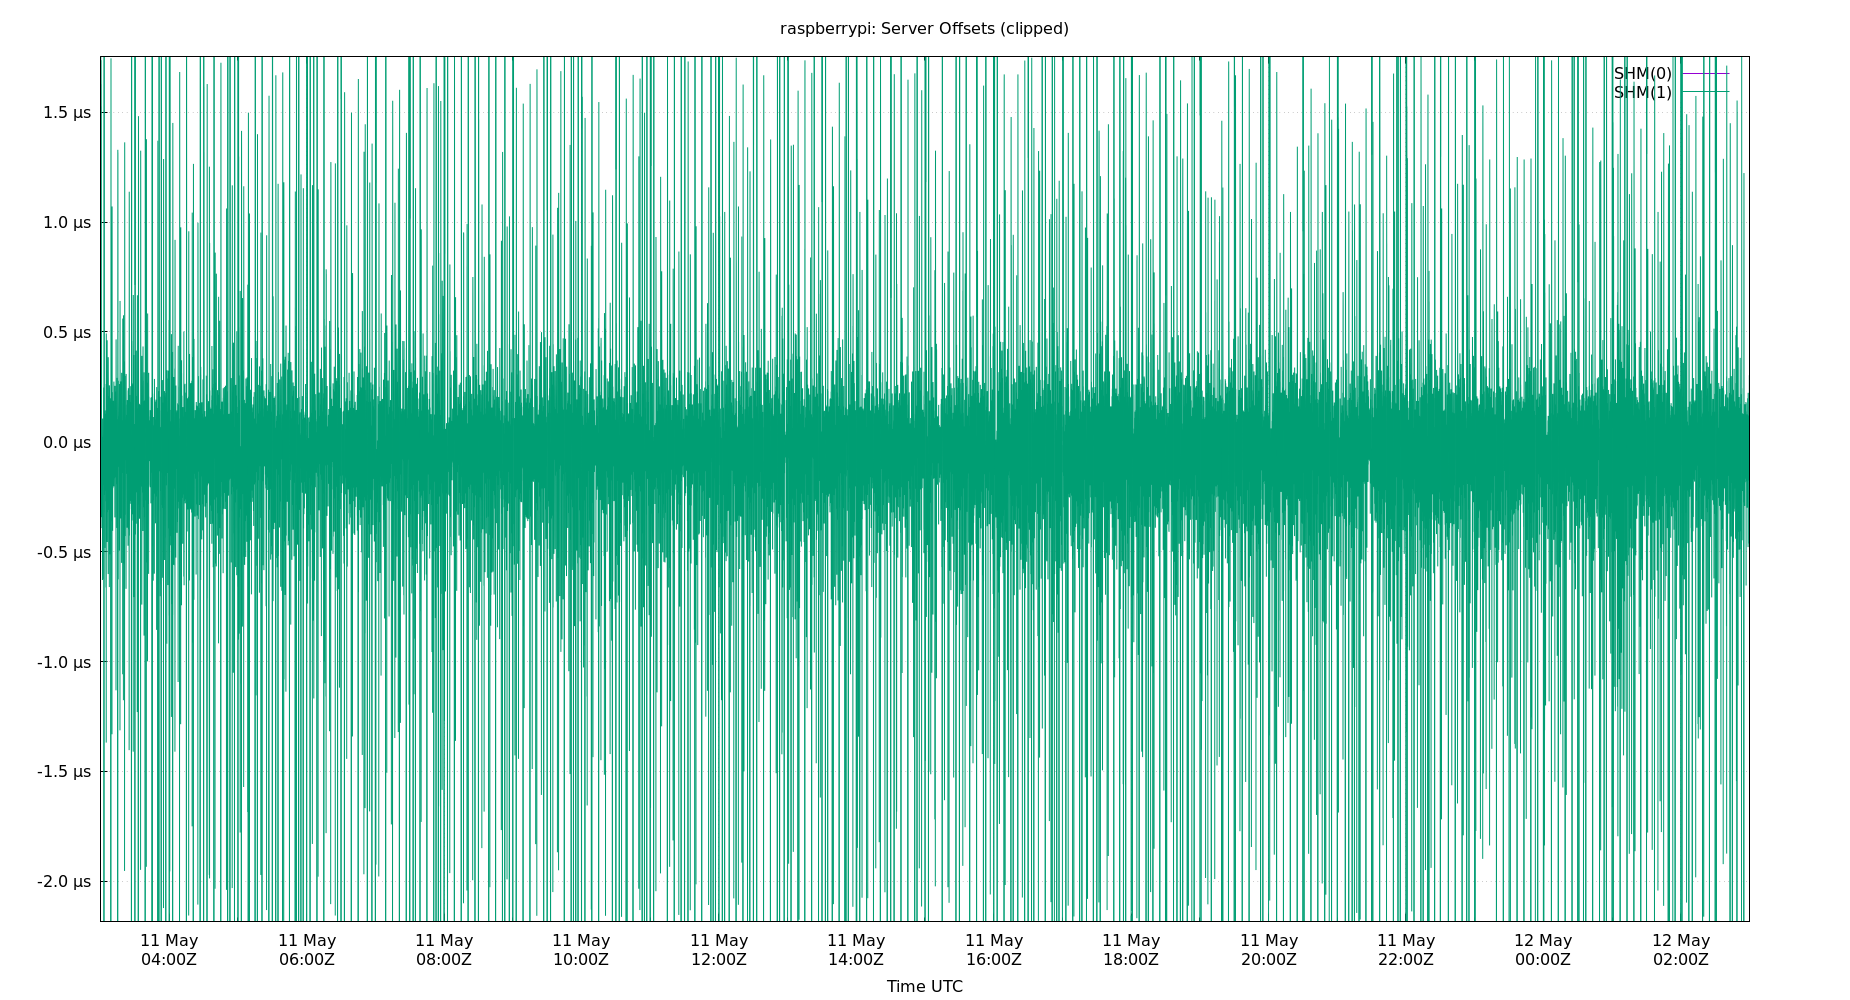 raspberrypi: Server Offsets (clipped)
SHM(0)
SHM(1)
1.5 µs
1.0 µs
0.5 µs
0.0 µs
-0.5 µs
-1.0 µs
-1.5 µs
-2.0 µs
11 May 11 May 11 May 11 May 11 May 11 May 11 May 11 May 11 May 11 May 12 May 12 May
04:00Z 06:00Z 08:00Z 10:00Z 12:00Z 14:00Z 16:00Z 18:00Z 20:00Z 22:00Z 00:00Z 02:00Z
Time UTC